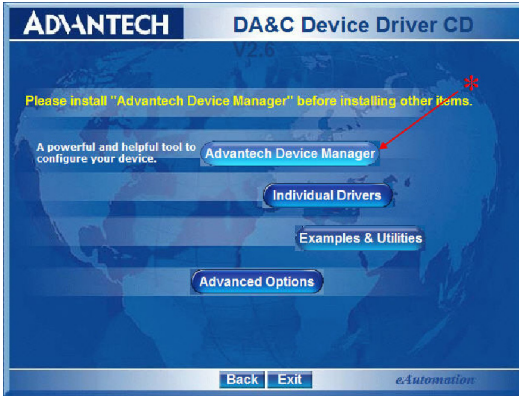 ADVANTECH
DA&C Device Driver CD
V2.6
Please install "Advantech Device Manager" before installing other items.
A powerful and helpful tool to
configure your device.
Advantech Device Manager
Individual Drivers
Examples & Utilities
Advanced Options
Back
Exit
eAutomation